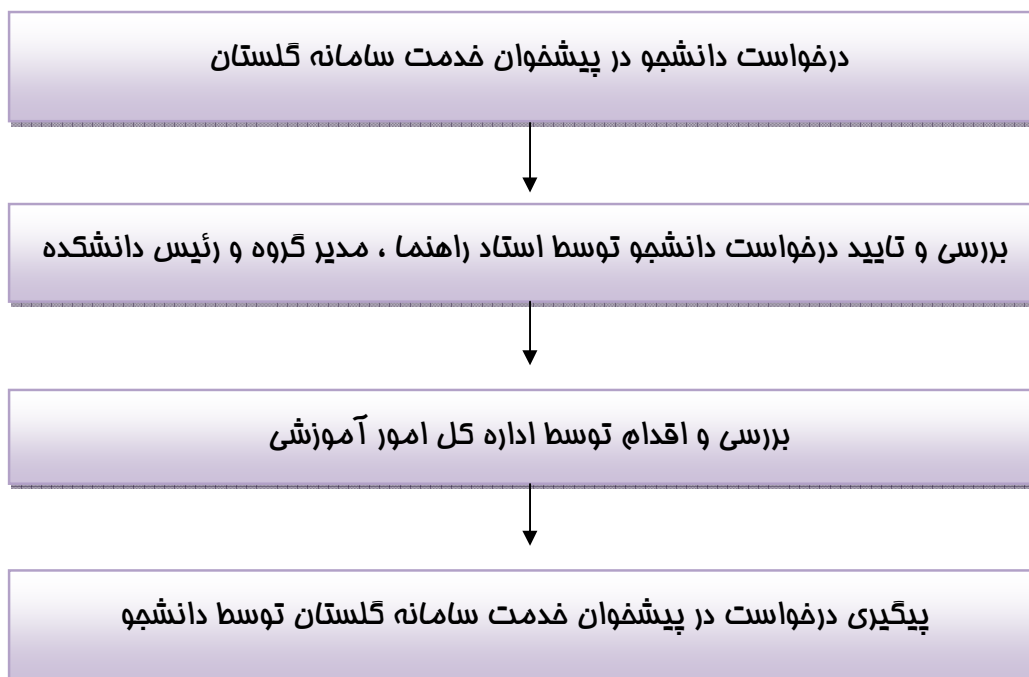 درخواست دانشجو در پیشخوان خدمت سامانه گلستان
بررسی و تایید درخواست دانشجو توسط استاد راهنما ، مدیر گروه و رئیس دانشکده
بررسی و اقدام توسط اداره کل امور آموزشی
پیگیری درخواست در پیشخوان خدمت سامانه گلستان توسط دانشجو